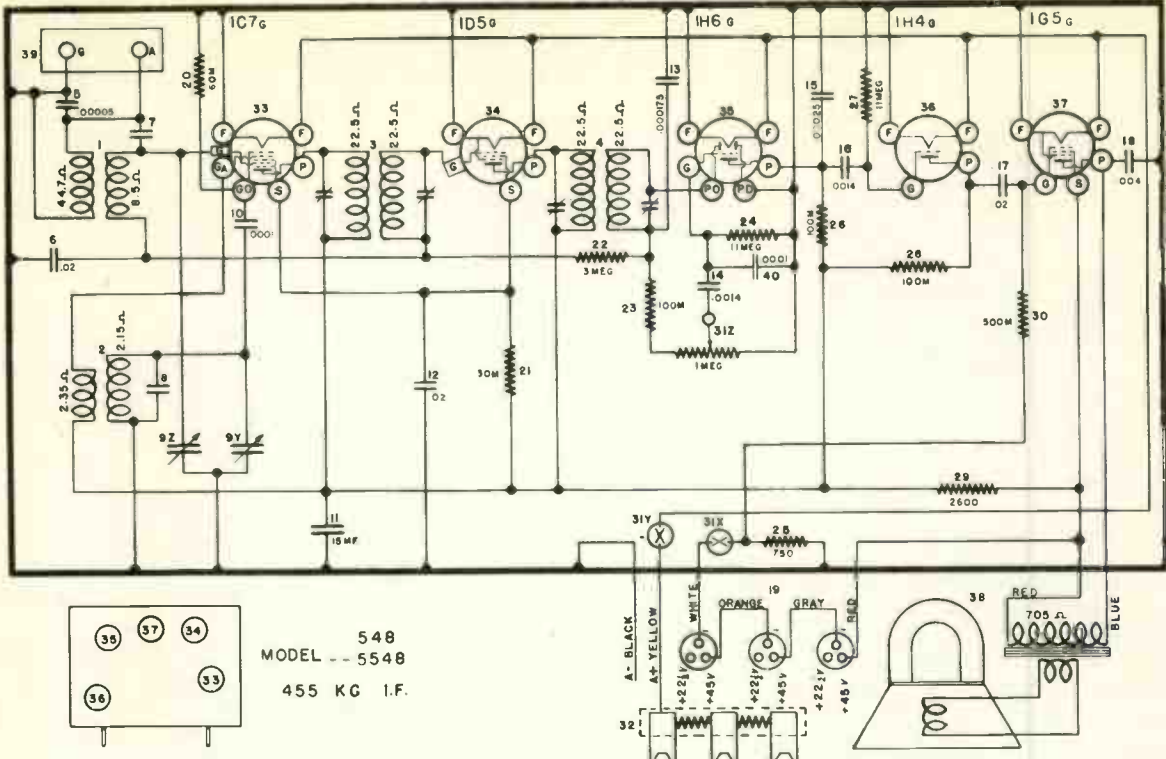 1C7G 1D5G 1H6G 1H4G 1G5G
39 G A
20 60M
5 .00005
7
33 34 35 36 37
F F F F F F F F F F
G GA GO S P
G S P
G P PD PD
G P
G S P
1 4.7Ω 8.5Ω
3 22.5Ω 22.5Ω
4 22.5Ω 22.5Ω
13 .000175
15 .00025
27 11MEG
16 .0014
17 .02
18 .004
10 .0001
6 .02
22 3MEG
24 11MEG
.0001 40
14 .0014
23 100M
31Z
1MEG
100M 26
28 100M
500M 30
2.35Ω 2 2.15Ω
8
9Z 9Y
12 .02
30M 21
29 2600
11 15MF.
31Y - 31X
25 750
WHITE ORANGE 19 GRAY RED
A- BLACK
A+ YELLOW
+22½V +45V +22½V +45V +22½V +45V
32
38
RED
705 Ω
BLUE
35 37 34
36 33
548
MODEL -- 5548
455 KC I.F.